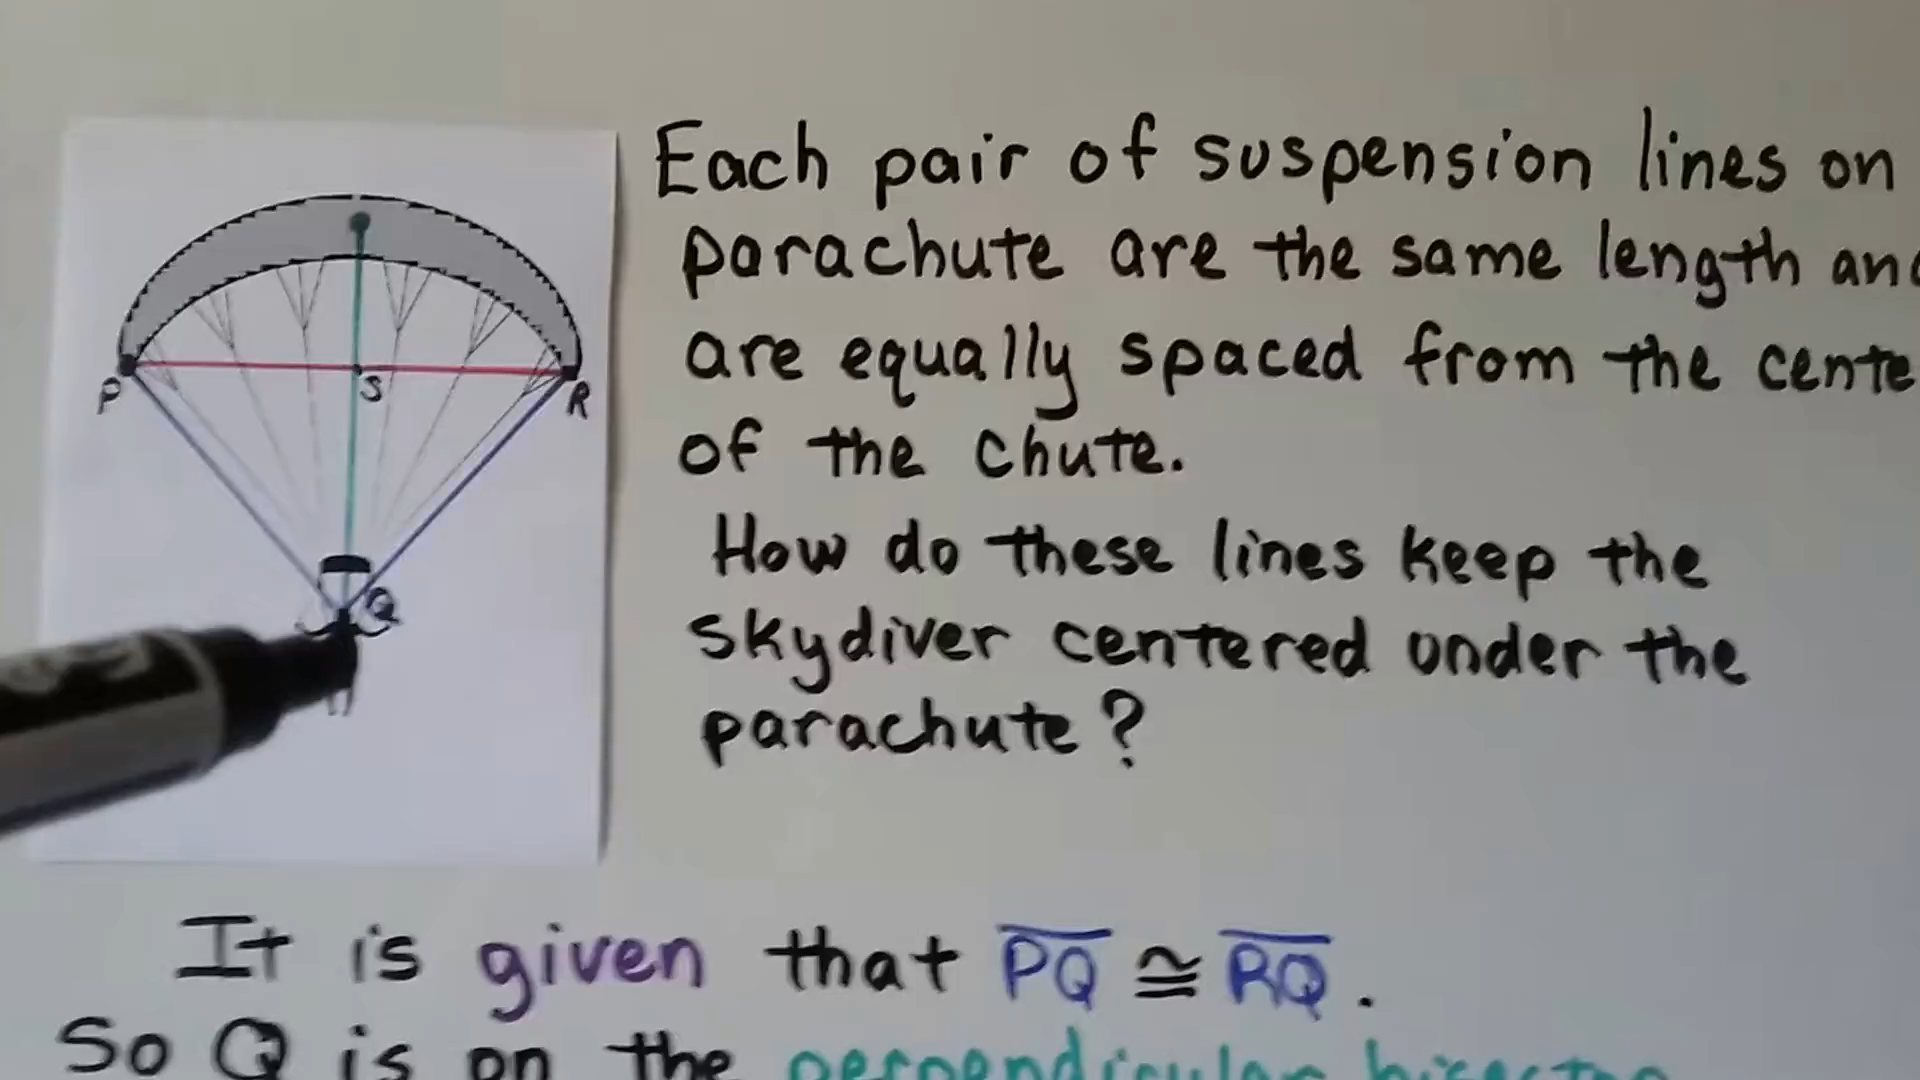 Each pair of suspension lines on
parachute are the same length and
are equally spaced from the cente
of the chute.
P
S
R
How do these lines keep the
Q
skydiver centered under the
parachute?
It is given that PQ ≅ RQ.
So Q is on the perpendicular bisector